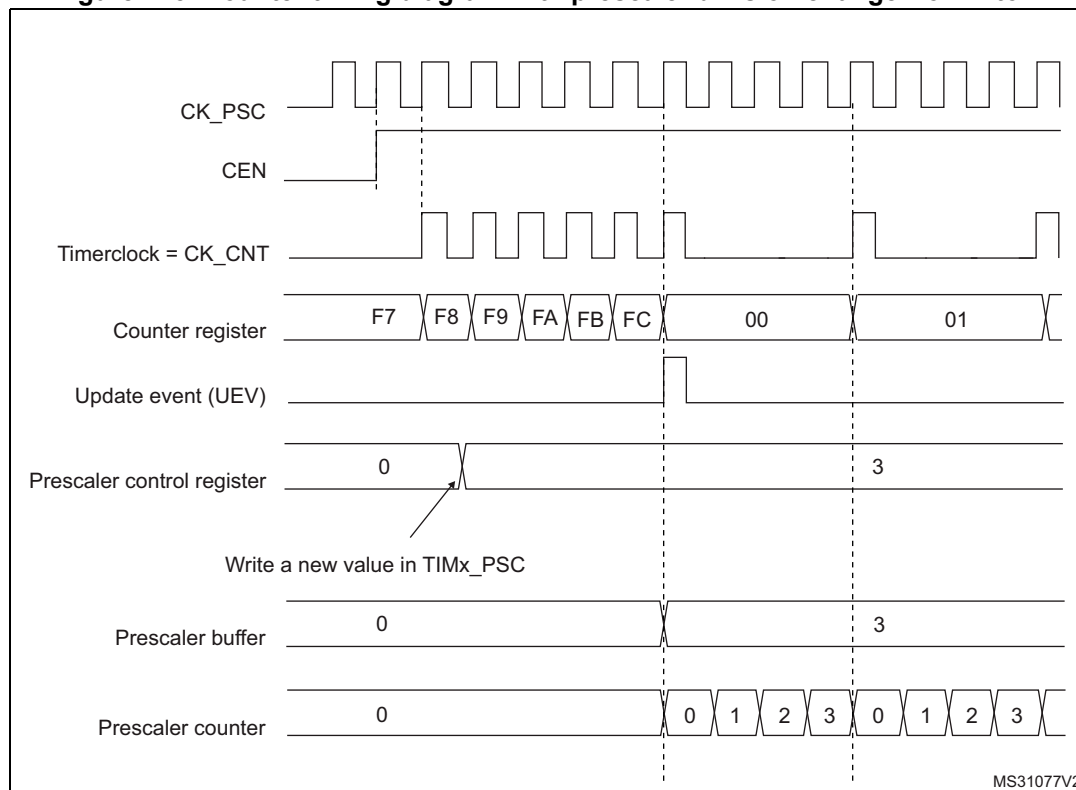 CK_PSC
CEN
Timerclock = CK_CNT
Counter register F7 F8 F9 FA FB FC 00 01
Update event (UEV)
Prescaler control register 0 3
Write a new value in TIMx_PSC
Prescaler buffer 0 3
Prescaler counter 0 0 1 2 3 0 1 2 3
MS31077V2